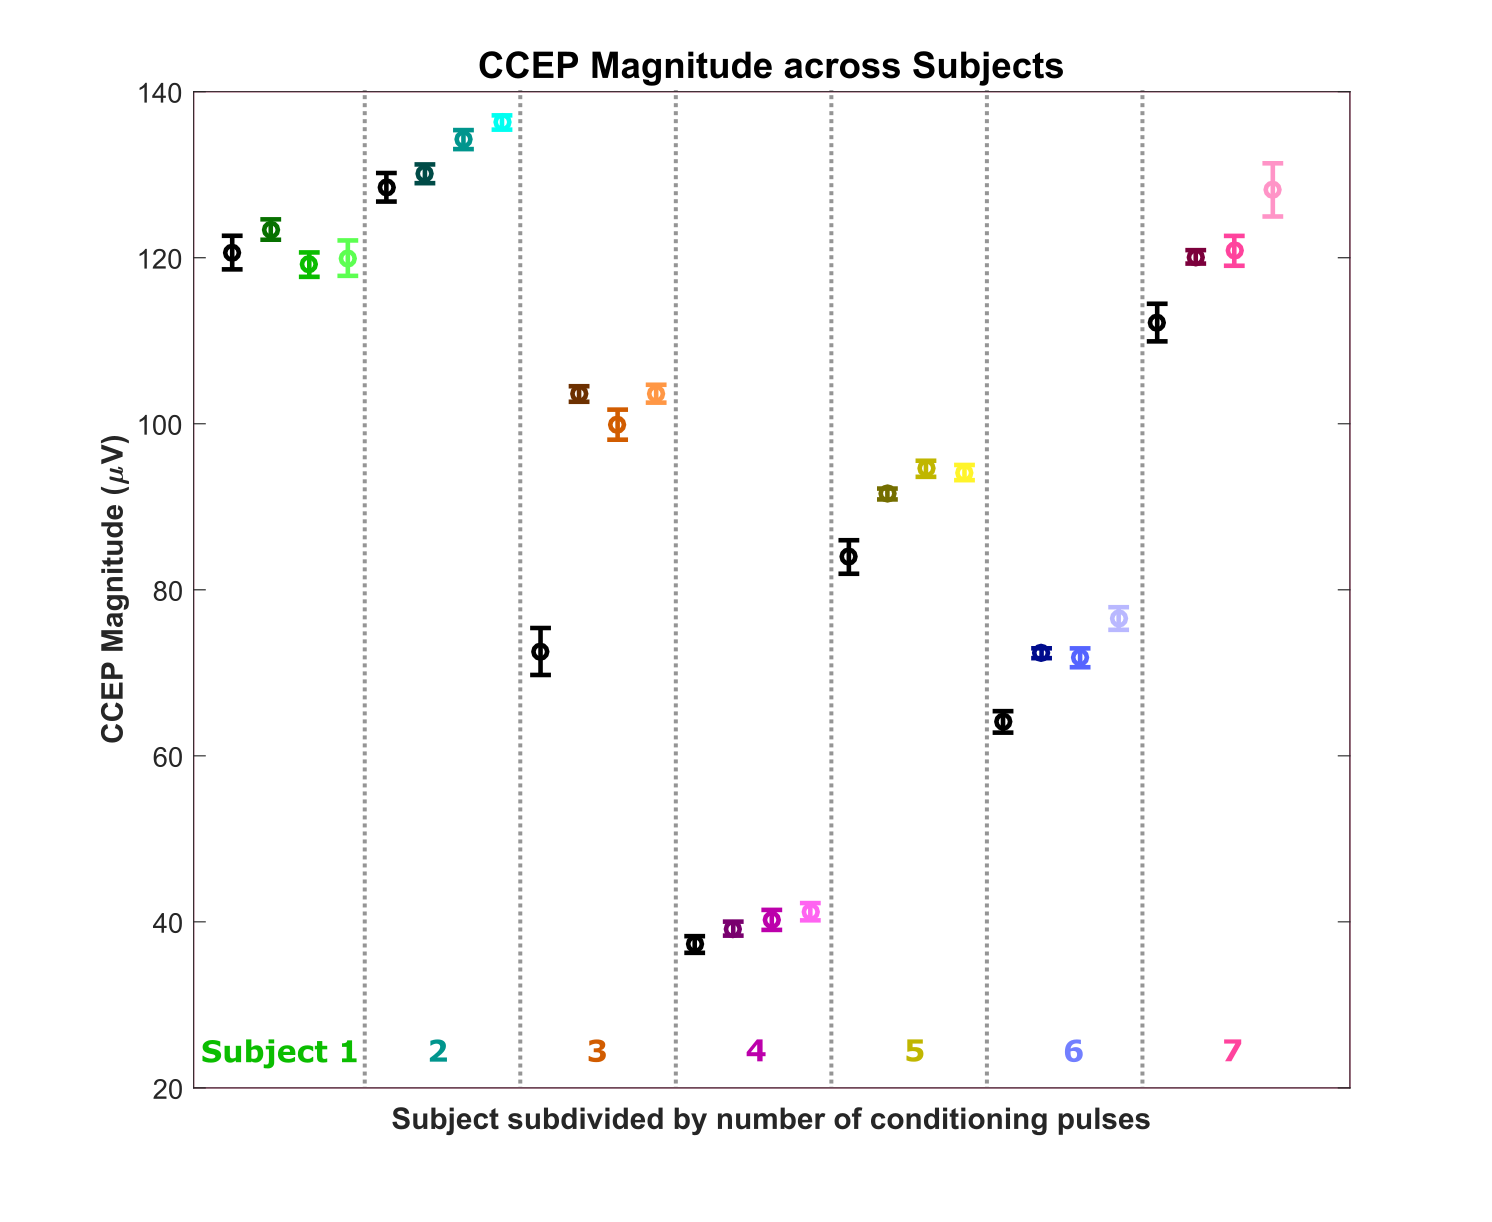 CCEP Magnitude across Subjects
140
120
100
80
60
40
20
CCEP Magnitude (μV)
Subject 1 2 3 4 5 6 7
Subject subdivided by number of conditioning pulses